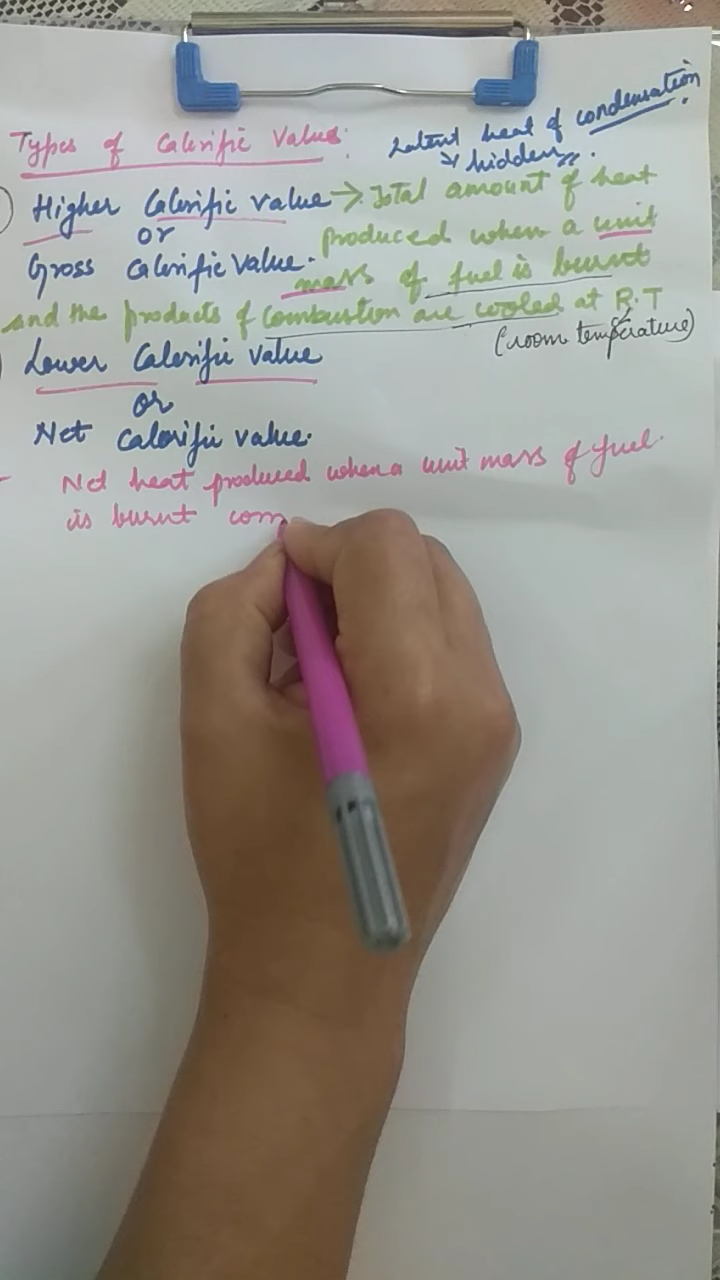 Types of Calorific Value:
Latent heat of condensation.
→ hidden.
Higher Calorific value → Total amount of heat
or
produced when a unit
Gross Calorific Value.
mass of fuel is burnt
and the products of combustion are cooled at R.T
(room temperature)
Lower Calorific value
or
Net calorific value.
- Net heat produced when a unit mass of fuel.
is burnt com